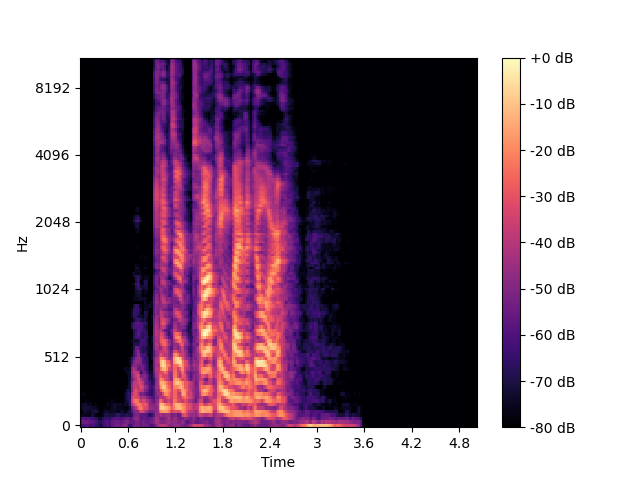 8192
4096
2048
1024
512
0
Hz
0 0.6 1.2 1.8 2.4 3 3.6 4.2 4.8
Time
+0 dB
-10 dB
-20 dB
-30 dB
-40 dB
-50 dB
-60 dB
-70 dB
-80 dB